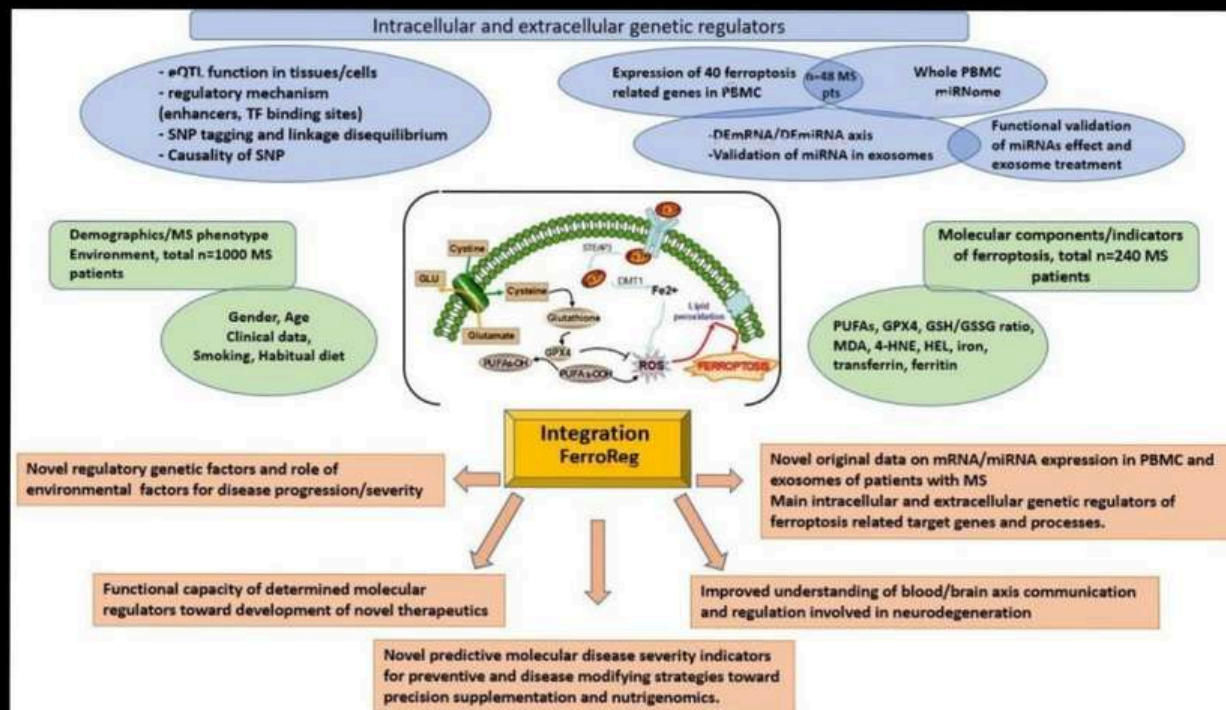 Intracellular and extracellular genetic regulators
- eQTL function in tissues/cells
- regulatory mechanism
(enhancers, TF binding sites)
- SNP tagging and linkage disequilibrium
- Causality of SNP
Expression of 40 ferroptosis
related genes in PBMC
n=48 MS
pts
Whole PBMC
miRNome
-DEmRNA/DEmiRNA axis
-Validation of miRNA in exosomes
Functional validation
of miRNAs effect and
exosome treatment
Demographics/MS phenotype
Environment, total n=1000 MS
patients
Gender, Age
Clinical data,
Smoking, Habitual diet
Cystine
GLU
Cysteine
Glutamate
Glutathione
GPX4
PUFAs-OH
PUFAs-OOH
STEAP3
DMT1
Fe2+
Lipid
peroxidation
ROS
FERROPTOSIS
Molecular components/indicators
of ferroptosis, total n=240 MS
patients
PUFAs, GPX4, GSH/GSSG ratio,
MDA, 4-HNE, HEL, iron,
transferrin, ferritin
Integration
FerroReg
Novel regulatory genetic factors and role of
environmental factors for disease progression/severity
Novel original data on mRNA/miRNA expression in PBMC and
exosomes of patients with MS
Main intracellular and extracellular genetic regulators of
ferroptosis related target genes and processes.
Functional capacity of determined molecular
regulators toward development of novel therapeutics
Improved understanding of blood/brain axis communication
and regulation involved in neurodegeneration
Novel predictive molecular disease severity indicators
for preventive and disease modifying strategies toward
precision supplementation and nutrigenomics.